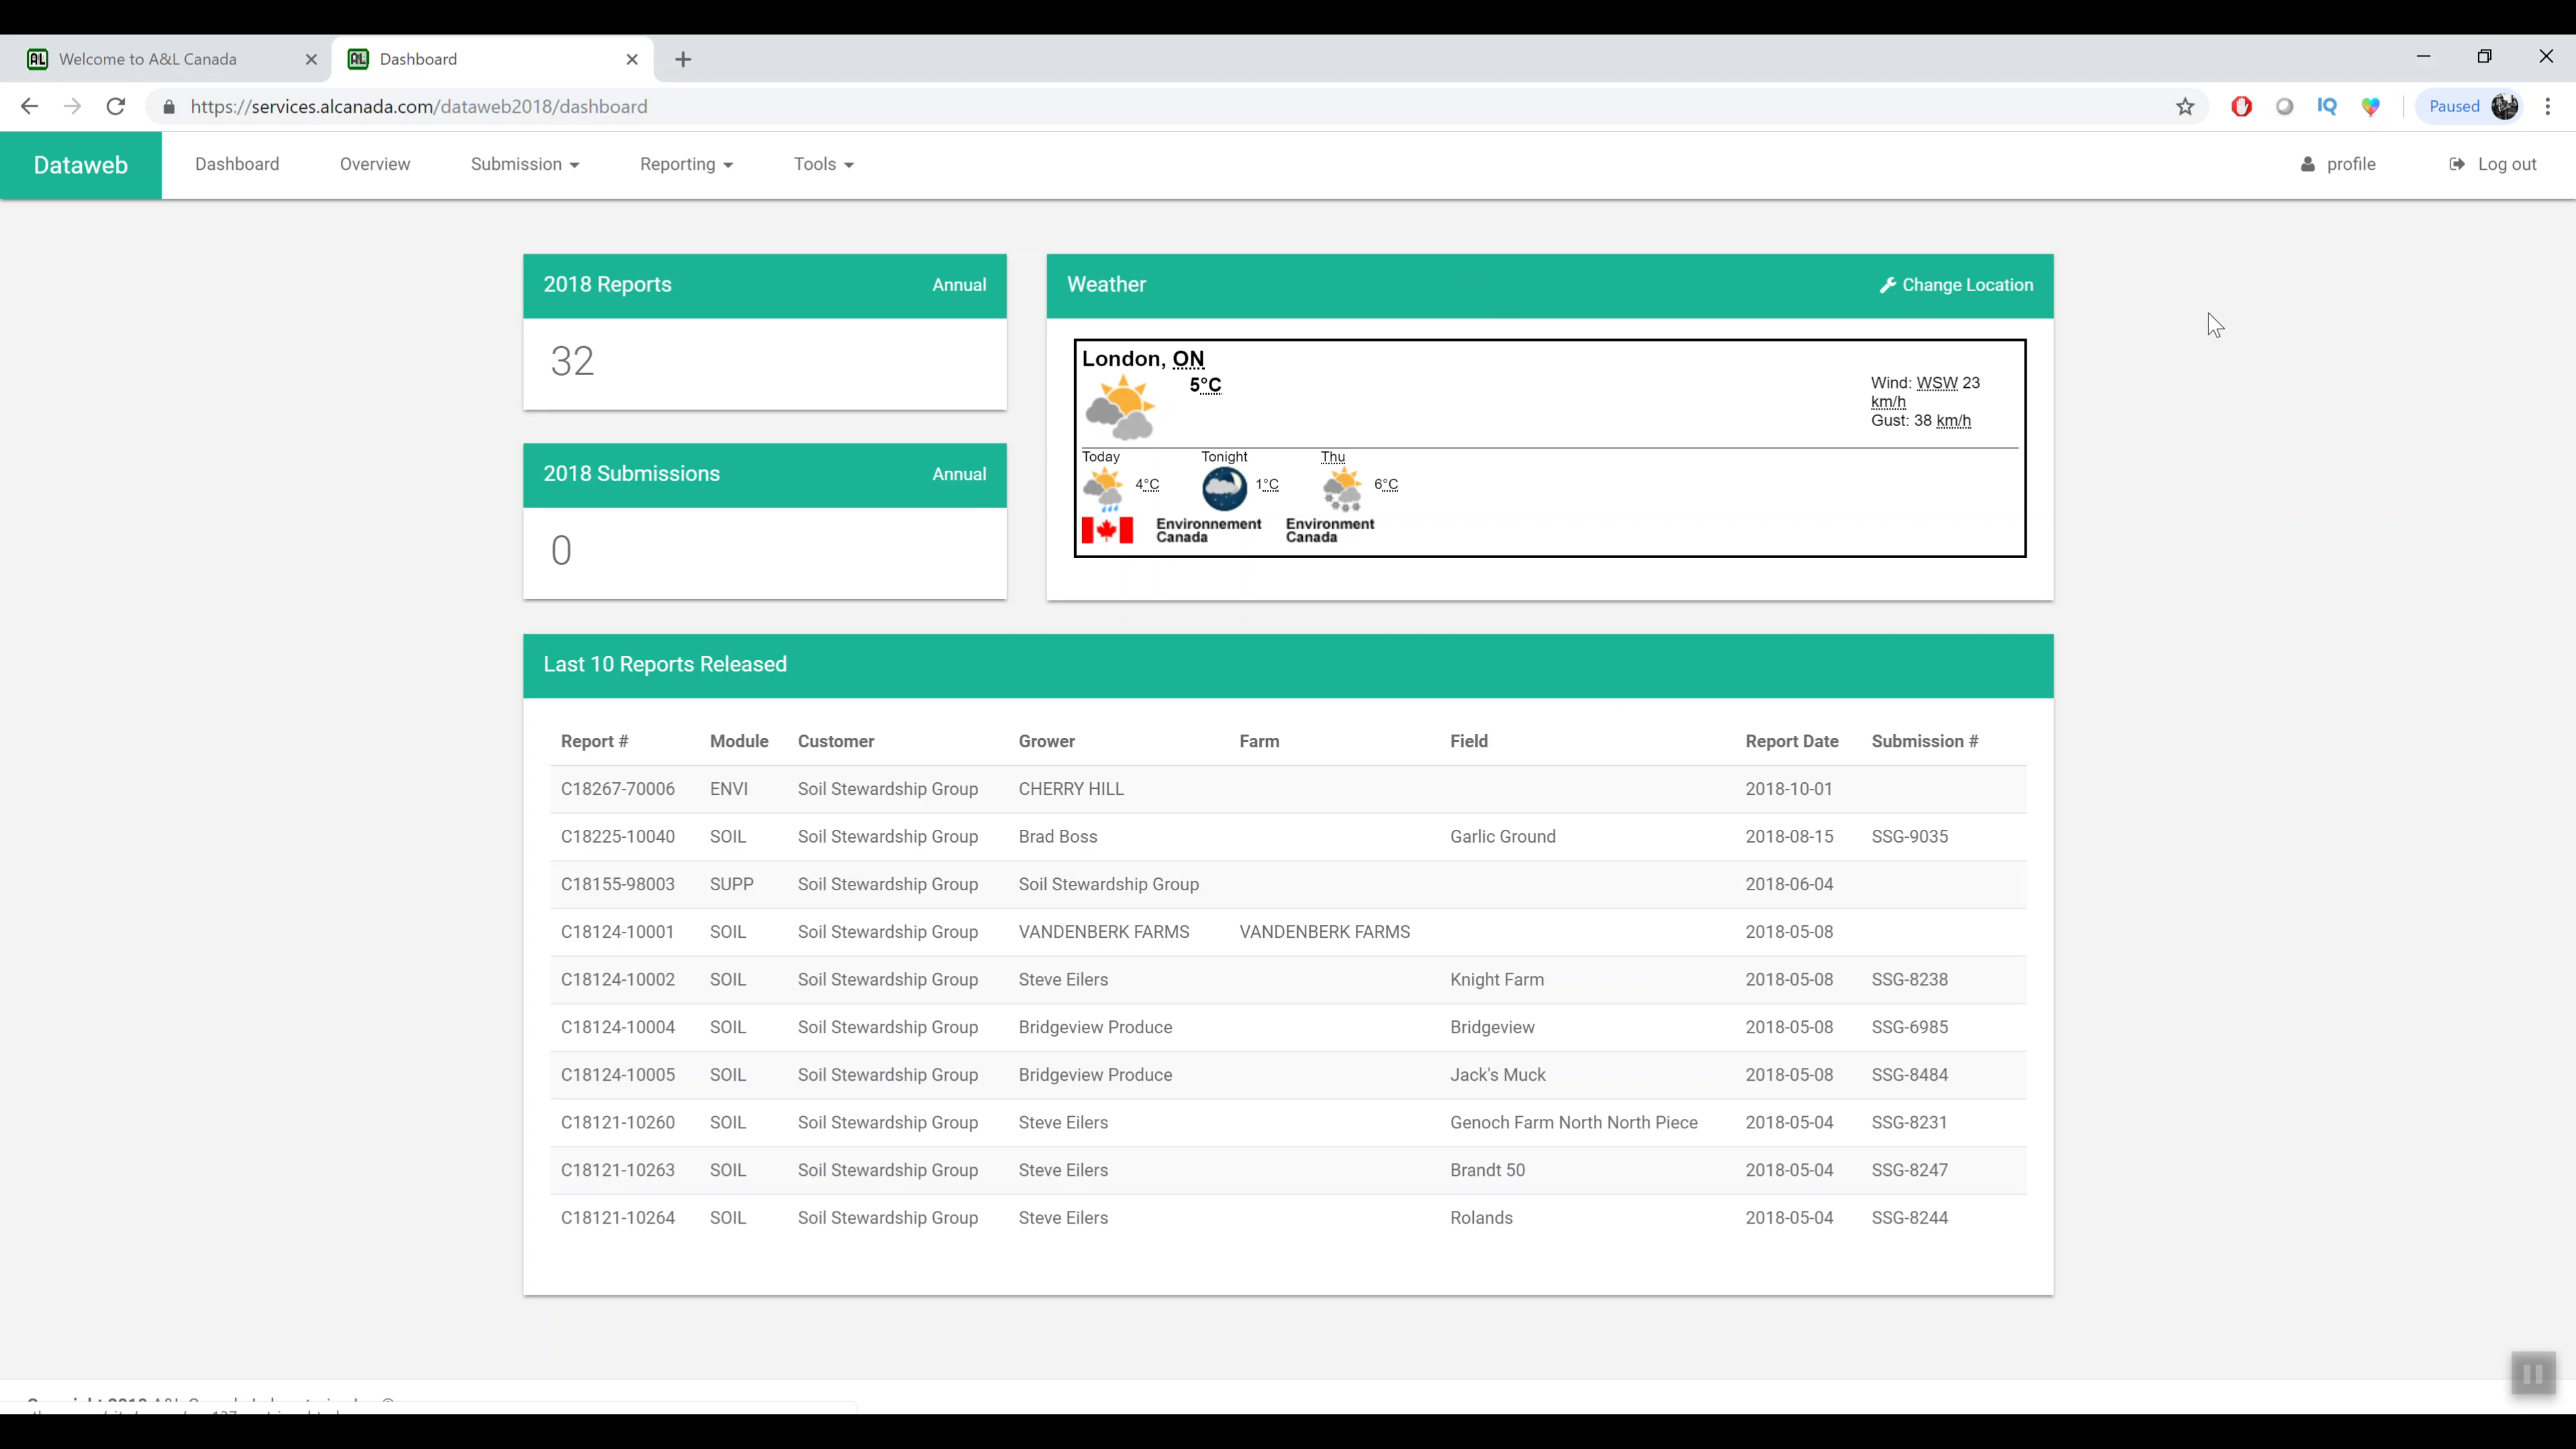 Welcome to A&L Canada
Dashboard
https://services.alcanada.com/dataweb2018/dashboard
IQ
Paused
Dataweb
Dashboard
Overview
Submission
Reporting
Tools
profile
Log out
2018 Reports Annual
32
2018 Submissions Annual
0
Weather Change Location
London, ON
5°C
Wind: WSW 23
km/h
Gust: 38 km/h
Today Tonight Thu
4°C 1°C 6°C
Environnement Environment
Canada Canada
Last 10 Reports Released
Report # Module Customer Grower Farm Field Report Date Submission #
C18267-70006 ENVI Soil Stewardship Group CHERRY HILL 2018-10-01
C18225-10040 SOIL Soil Stewardship Group Brad Boss Garlic Ground 2018-08-15 SSG-9035
C18155-98003 SUPP Soil Stewardship Group Soil Stewardship Group 2018-06-04
C18124-10001 SOIL Soil Stewardship Group VANDENBERK FARMS VANDENBERK FARMS 2018-05-08
C18124-10002 SOIL Soil Stewardship Group Steve Eilers Knight Farm 2018-05-08 SSG-8238
C18124-10004 SOIL Soil Stewardship Group Bridgeview Produce Bridgeview 2018-05-08 SSG-6985
C18124-10005 SOIL Soil Stewardship Group Bridgeview Produce Jack's Muck 2018-05-08 SSG-8484
C18121-10260 SOIL Soil Stewardship Group Steve Eilers Genoch Farm North North Piece 2018-05-04 SSG-8231
C18121-10263 SOIL Soil Stewardship Group Steve Eilers Brandt 50 2018-05-04 SSG-8247
C18121-10264 SOIL Soil Stewardship Group Steve Eilers Rolands 2018-05-04 SSG-8244